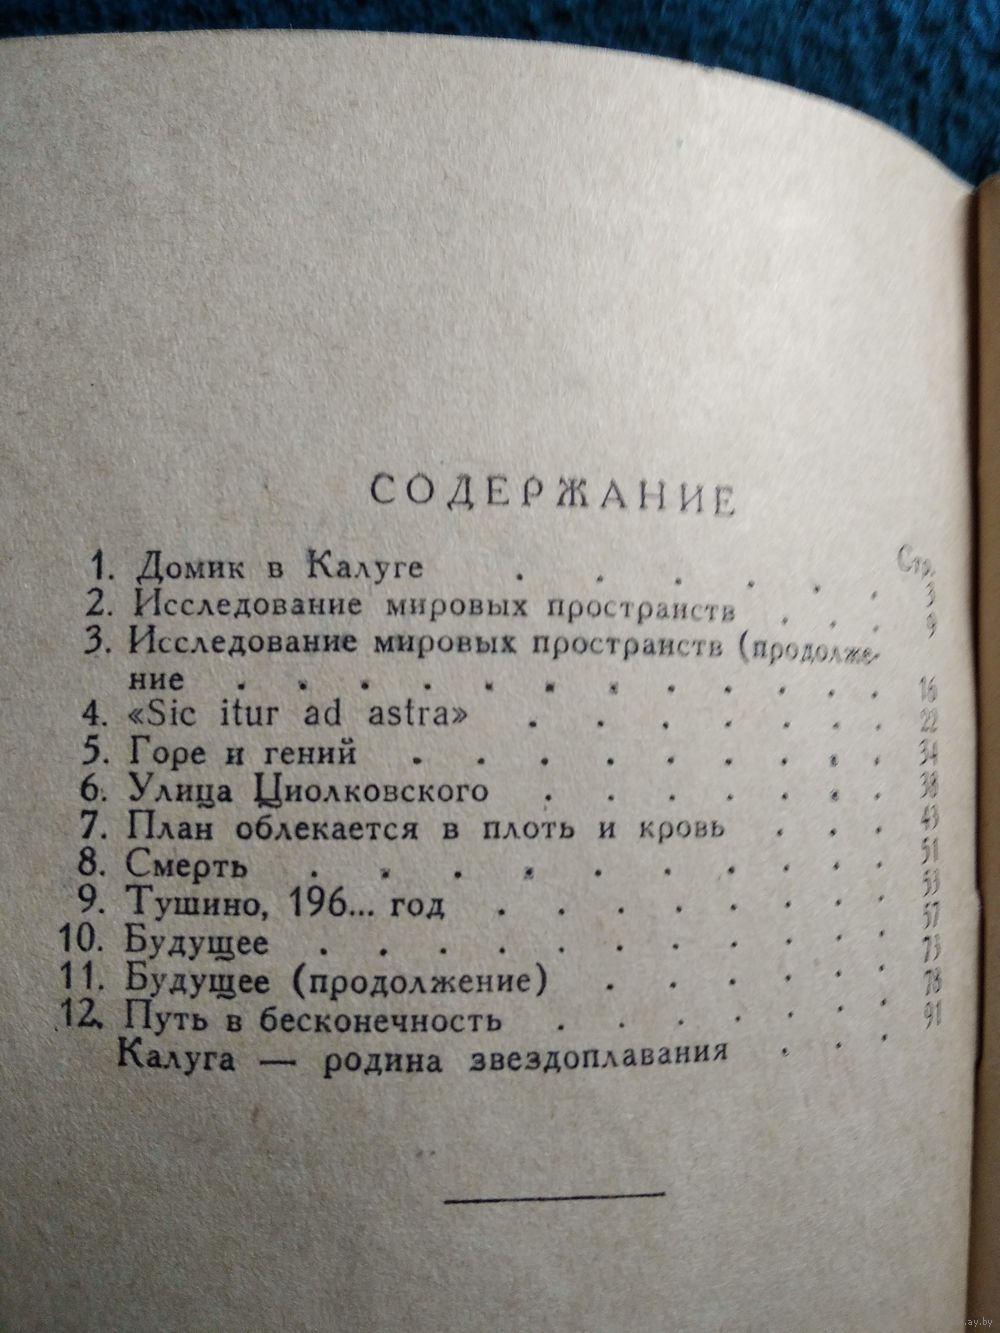 СОДЕРЖАНИЕ
Стр.
1. Домик в Калуге . . . . . . 3
2. Исследование мировых пространств . . . 9
3. Исследование мировых пространств (продолже-
ние . . . . . . . . . . . 16
4. «Sic itur ad astra» . . . . . . 22
5. Горе и гений . . . . . . . . 34
6. Улица Циолковского . . . . . . 38
7. План облекается в плоть и кровь . . . 43
8. Смерть . . . . . . . . . 51
9. Тушино, 196... год . . . . . . . 53
10. Будущее . . . . . . . . . . 57
11. Будущее (продолжение) . . . . . 73
12. Путь в бесконечность . . . . . . 78
Калуга — родина звездоплавания . . . 91
.ay.by